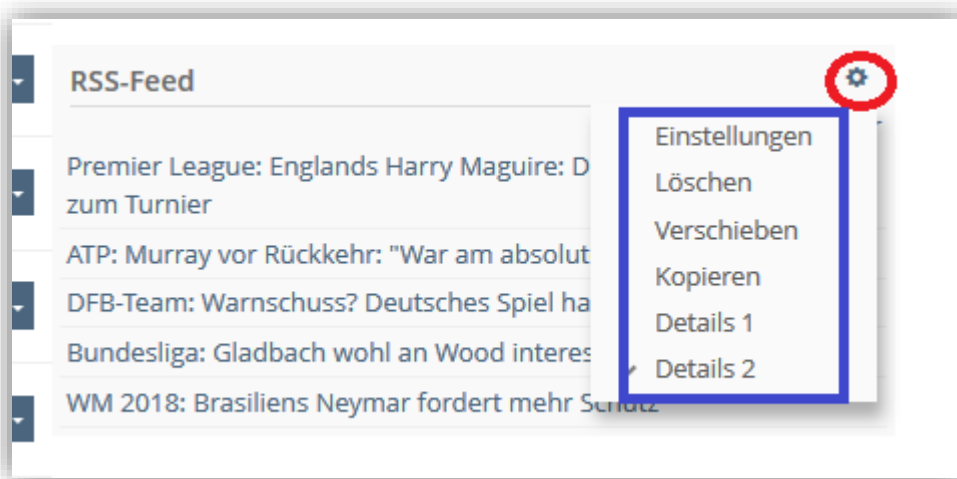 RSS-Feed
Einstellungen
Premier League: Englands Harry Maguire: D
Löschen
zum Turnier
Verschieben
ATP: Murray vor Rückkehr: "War am absolut
Kopieren
DFB-Team: Warnschuss? Deutsches Spiel ha
Details 1
Bundesliga: Gladbach wohl an Wood interes
Details 2
WM 2018: Brasiliens Neymar fordert mehr Schutz